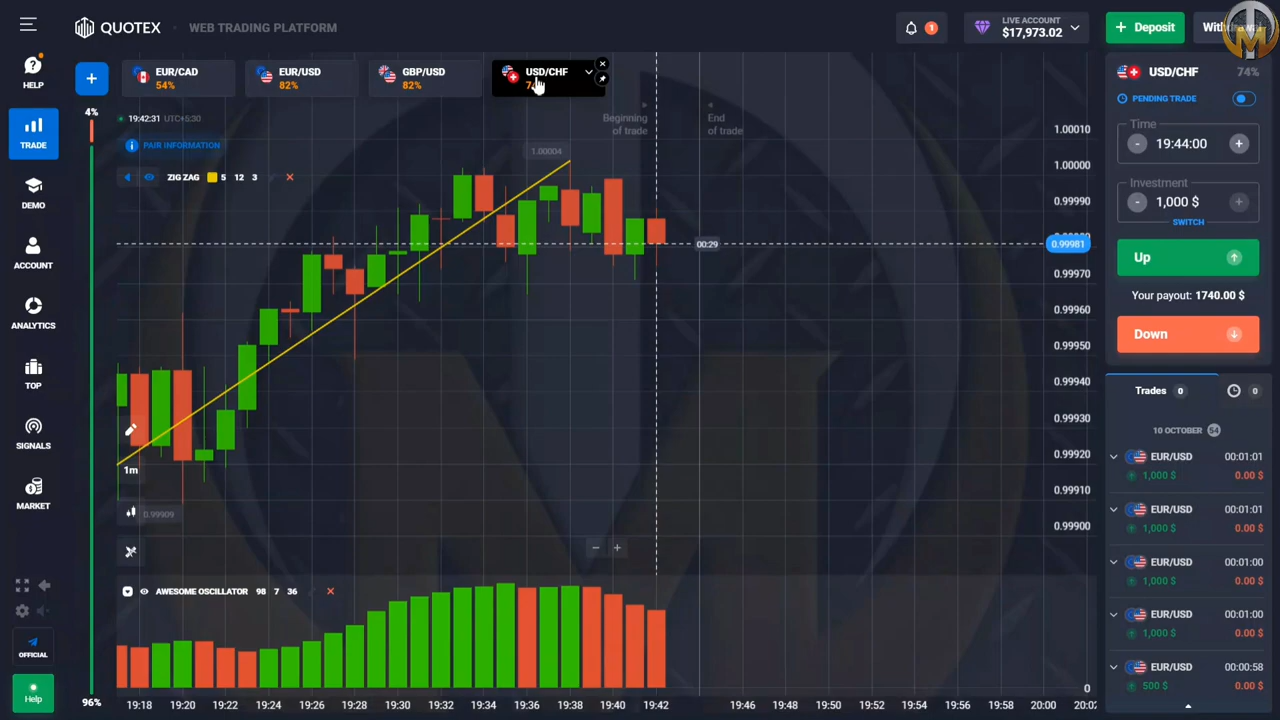 QUOTEX
WEB TRADING PLATFORM
1
LIVE ACCOUNT
$17,973.02
Deposit
HELP
TRADE
DEMO
ACCOUNT
ANALYTICS
TOP
SIGNALS
MARKET
OFFICIAL
Help
EUR/CAD
54%
EUR/USD
82%
GBP/USD
82%
USD/CHF
4%
96%
19:42:31 UTC+5:30
PAIR INFORMATION
ZIG ZAG 5 12 3
Beginning
of trade
End
of trade
1.00004
00:29
0.99909
1m
1.00010
1.00000
0.99990
0.99981
0.99970
0.99960
0.99950
0.99940
0.99930
0.99920
0.99910
0.99900
AWESOME OSCILLATOR 98 7 36
0
19:18 19:20 19:22 19:24 19:26 19:28 19:30 19:32 19:34 19:36 19:38 19:40 19:42 19:46 19:48 19:50 19:52 19:54 19:56 19:58 20:00 20:02
USD/CHF 74%
PENDING TRADE
Time
- 19:44:00 +
Investment
- 1,000 $ +
SWITCH
Up
Your payout: 1740.00 $
Down
Trades 0
0
10 OCTOBER 54
EUR/USD 00:01:01
1,000 $ 0.00 $
EUR/USD 00:01:01
1,000 $ 0.00 $
EUR/USD 00:01:00
1,000 $ 0.00 $
EUR/USD 00:01:00
1,000 $ 0.00 $
EUR/USD 00:00:58
500 $ 0.00 $